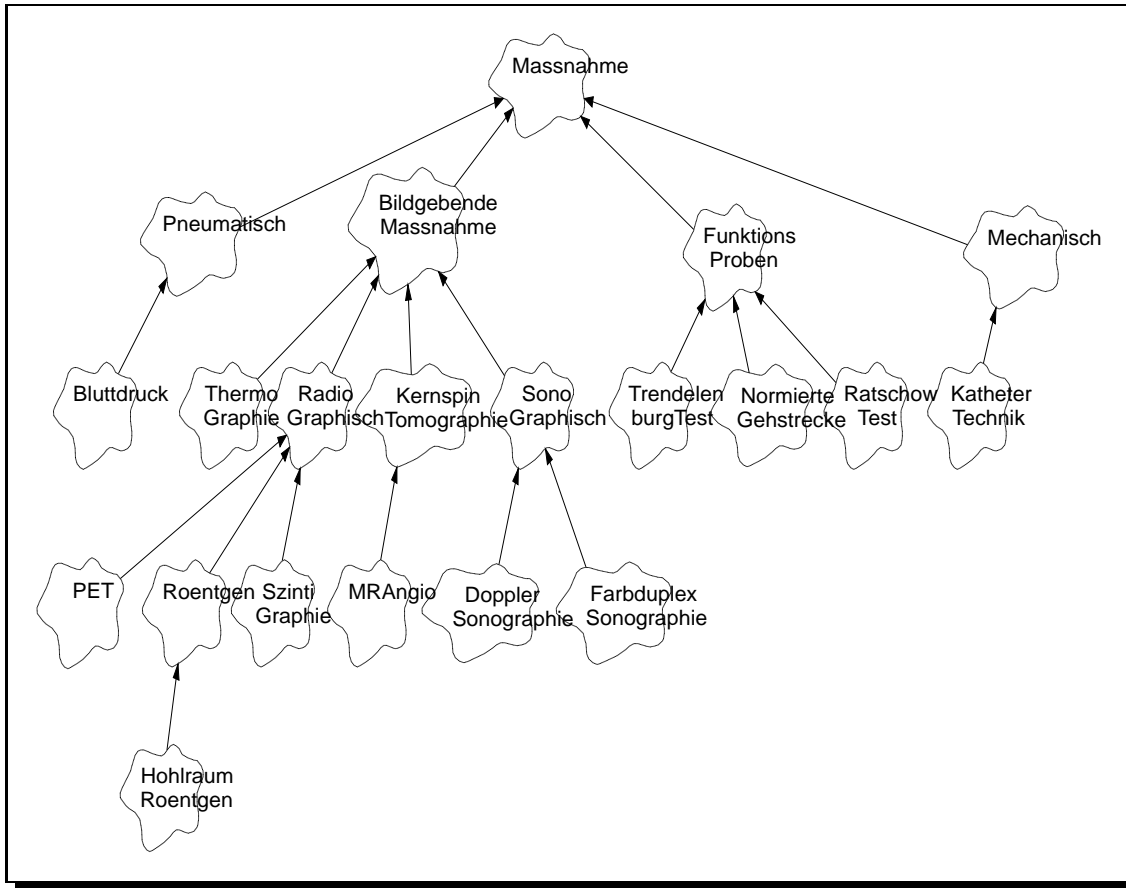 Massnahme
Pneumatisch
Bildgebende
Massnahme
Funktions
Proben
Mechanisch
Bluttdruck
Thermo
Graphie
Radio
Graphisch
Kernspin
Tomographie
Sono
Graphisch
Trendelen
burgTest
Normierte
Gehstrecke
Ratschow
Test
Katheter
Technik
PET
Roentgen
Szinti
Graphie
MRAngio
Doppler
Sonographie
Farbduplex
Sonographie
Hohlraum
Roentgen